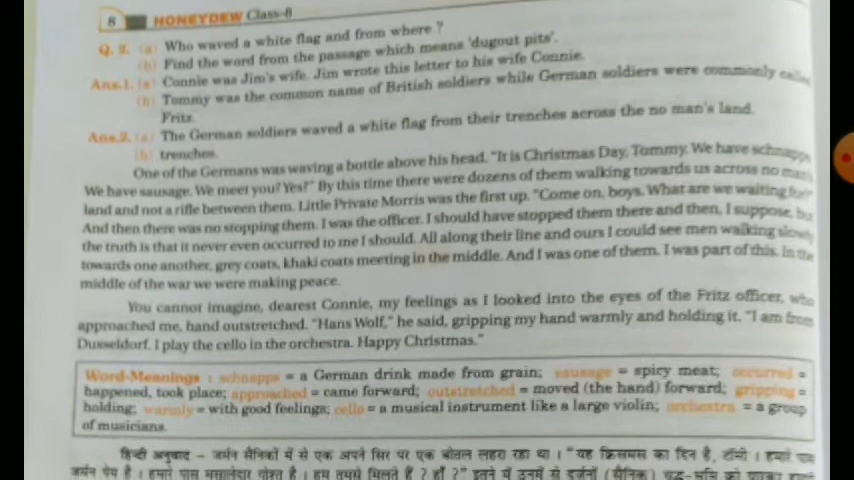 8 HONEYDEW Class-8
Q. 2. (a) Who waved a white flag and from where ?
(b) Find the word from the passage which means 'dugout pits'.
Ans.1. (a) Connie was Jim's wife. Jim wrote this letter to his wife Connie.
(b) Tommy was the common name of British soldiers while German soldiers were commonly
Fritz.
Ans.2. (a) The German soldiers waved a white flag from their trenches across the no man's land.
(b) trenches.
One of the Germans was waving a bottle above his head. "It is Christmas Day, Tommy. We have schnapps
We have sausage. We meet you? Yes?" By this time there were dozens of them walking towards us across no
land and not a rifle between them. Little Private Morris was the first up. "Come on, boys. What are we waiting
And then there was no stopping them. I was the officer. I should have stopped them there and then, I suppose,
the truth is that it never even occurred to me I should. All along their line and ours I could see men walking slowly
towards one another, grey coats, khaki coats meeting in the middle. And I was one of them. I was part of this. In the
middle of the war we were making peace.
You cannot imagine, dearest Connie, my feelings as I looked into the eyes of the Fritz officer, who
approached me, hand outstretched. "Hans Wolf," he said, gripping my hand warmly and holding it. "I am from
Dusseldorf. I play the cello in the orchestra. Happy Christmas."
Word-Meanings : schnapps = a German drink made from grain; sausage = spicy meat; occurred =
happened, took place; approached = came forward; outstretched = moved (the hand) forward; gripping =
holding; warmly = with good feelings; cello = a musical instrument like a large violin; orchestra = a group
of musicians.
हिन्दी अनुवाद – जर्मन सैनिकों में से एक अपने सिर पर एक बोतल लहरा रहा था । "यह क्रिसमस का दिन है, टॉमी । हमारे पास
जर्मन पेय है । हमारे पास मसालेदार गोश्त है । हम तुमसे मिलते हैं ? हाँ ?" इतने में उनमें से दर्जनों (सैनिक)